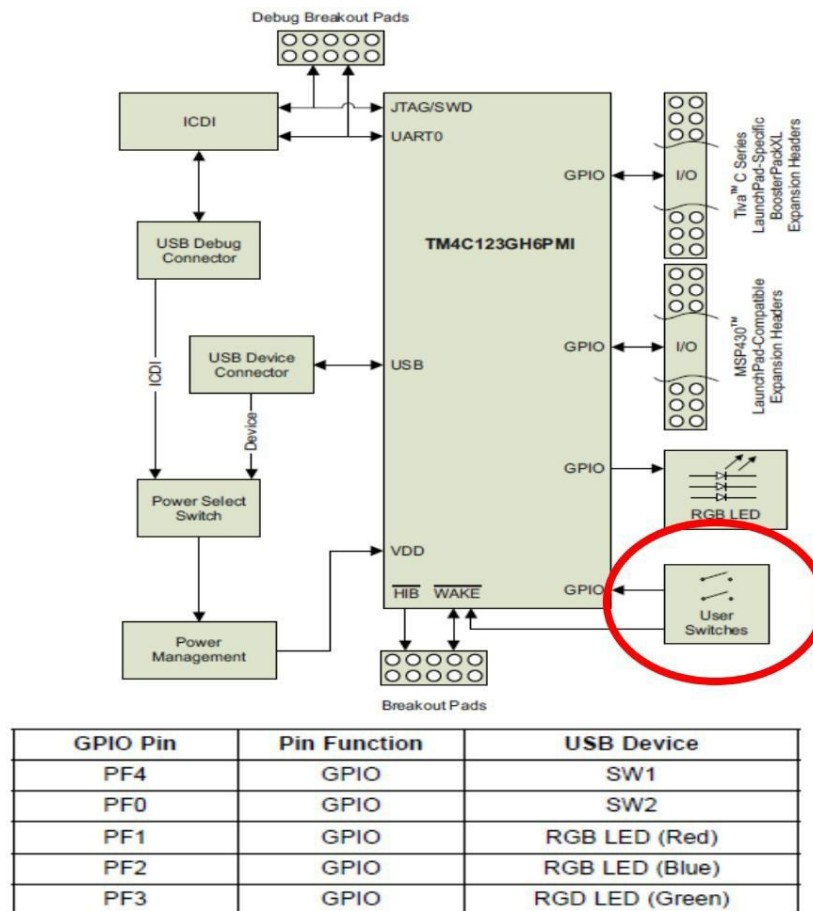 Debug Breakout Pads
ICDI
JTAG/SWD
UART0
GPIO
I/O
Tiva™ C Series
LaunchPad-Specific
BoosterPackXL
Expansion Headers
USB Debug
Connector
TM4C123GH6PMI
ICDI
USB Device
Connector
USB
GPIO
I/O
MSP430™
LaunchPad-Compatible
Expansion Headers
Device
GPIO
RGB LED
Power Select
Switch
VDD
HIB WAKE
GPIO
User
Switches
Power
Management
Breakout Pads
GPIO Pin Pin Function USB Device
PF4 GPIO SW1
PF0 GPIO SW2
PF1 GPIO RGB LED (Red)
PF2 GPIO RGB LED (Blue)
PF3 GPIO RGD LED (Green)